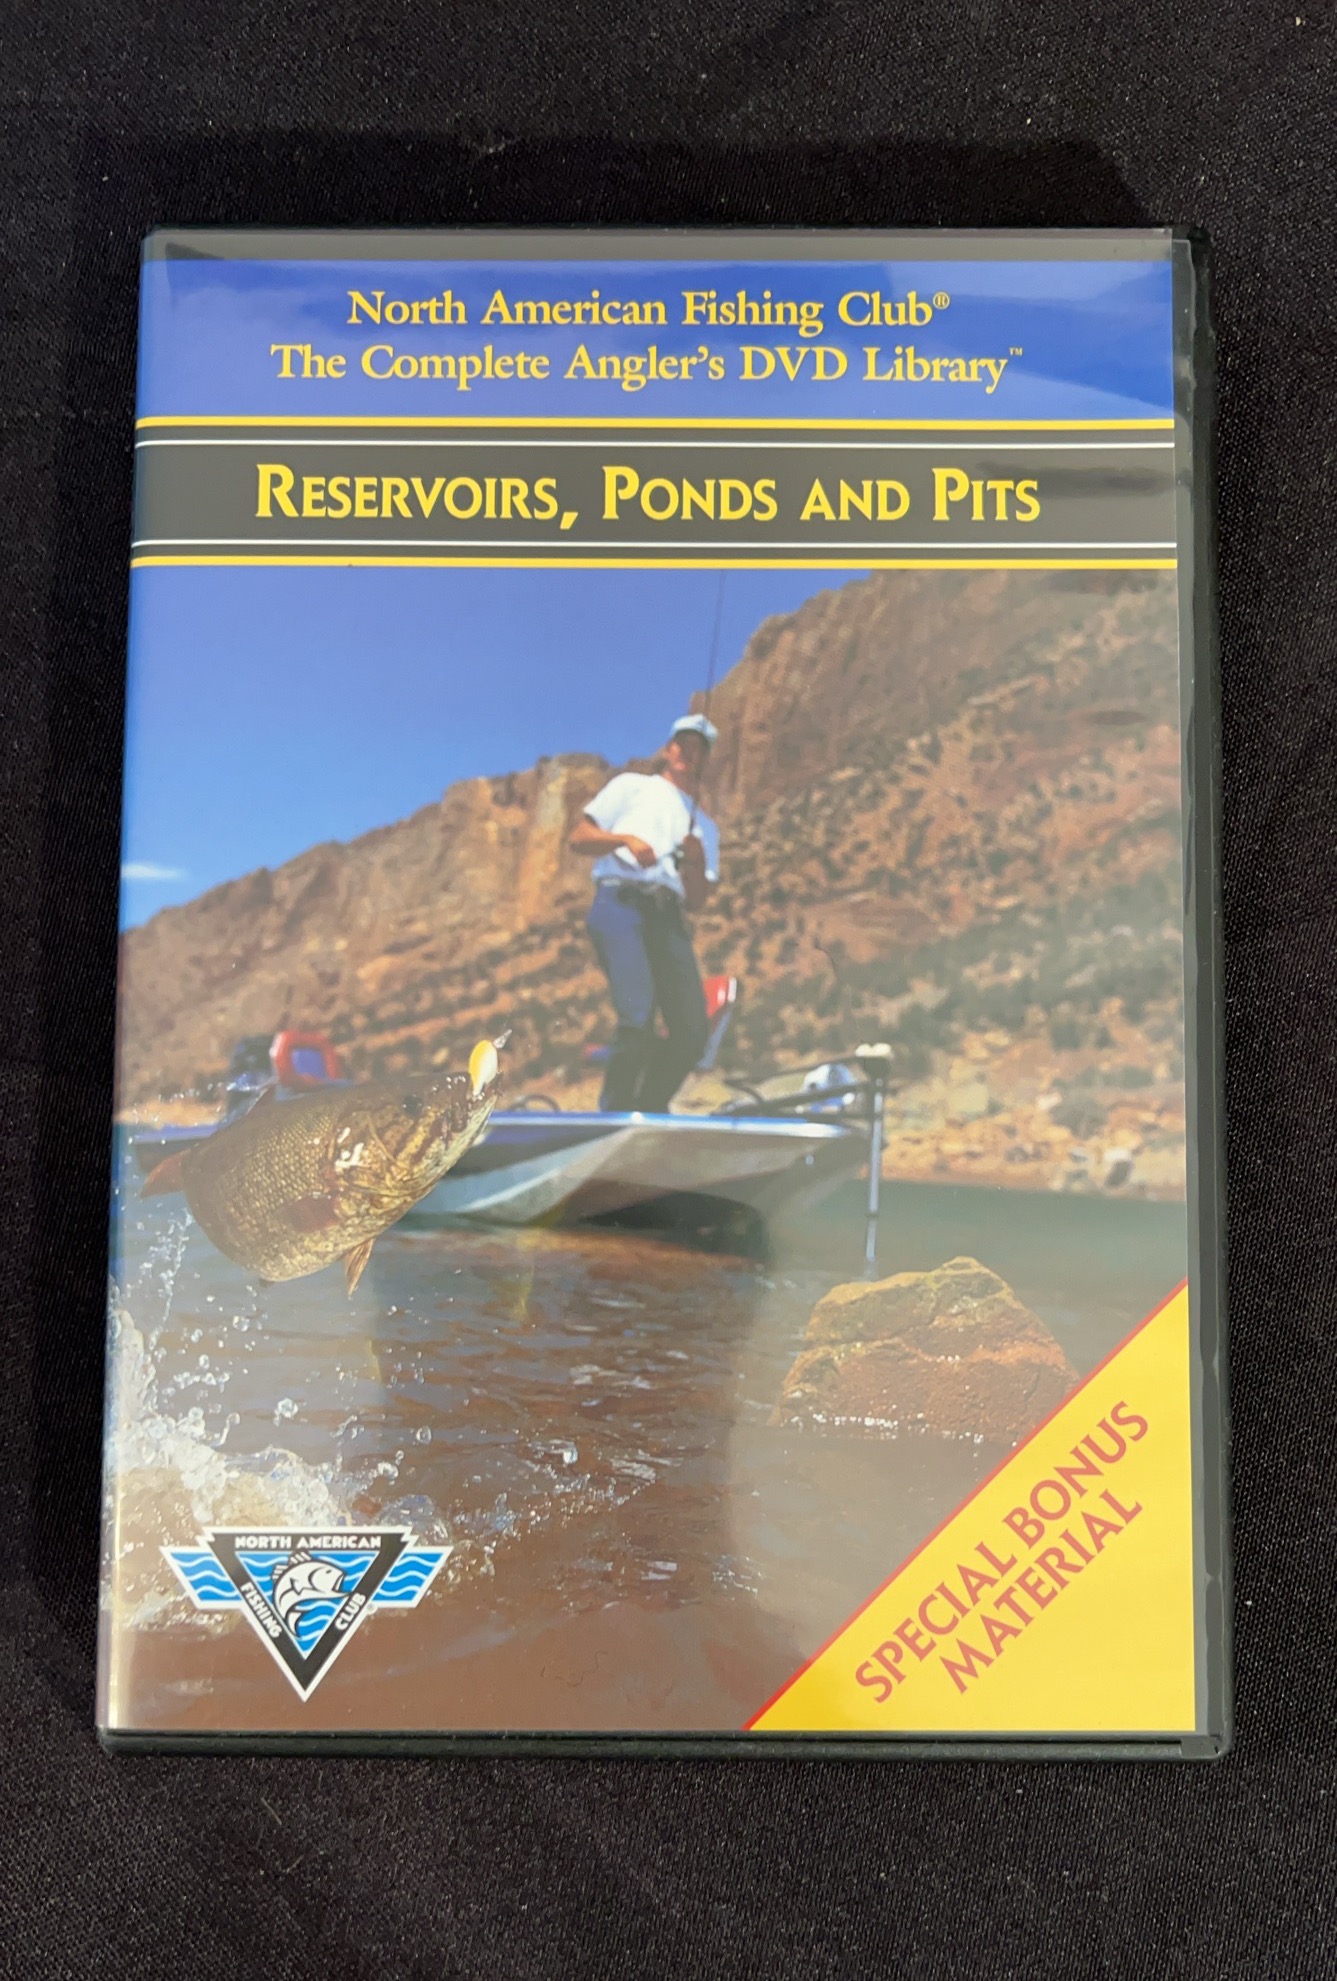 North American Fishing Club®
The Complete Angler's DVD Library™
RESERVOIRS, PONDS AND PITS
NORTH AMERICAN
FISHING
CLUB
SPECIAL BONUS
MATERIAL